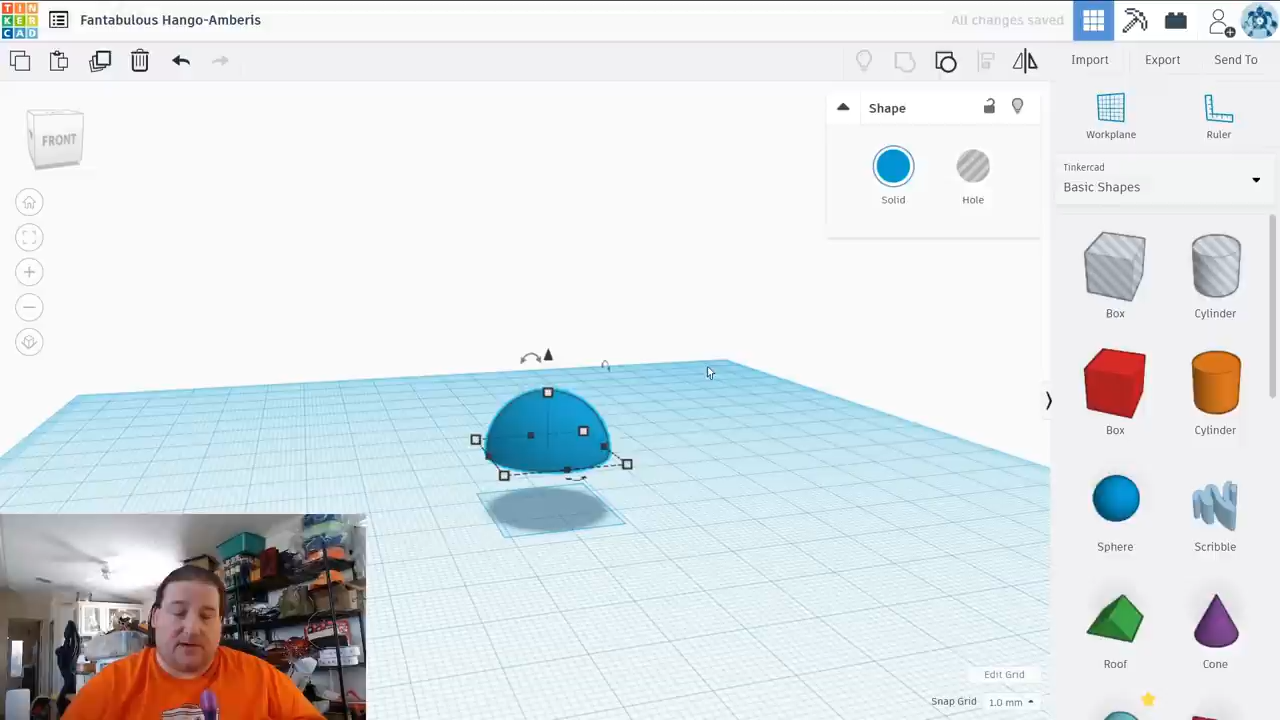 TIN
KER
CAD
Fantabulous Hango-Amberis
All changes saved
Import
Export
Send To
FRONT
Shape
Solid
Hole
Workplane
Ruler
Tinkercad
Basic Shapes
Box
Cylinder
Box
Cylinder
Sphere
Scribble
Roof
Cone
Edit Grid
Snap Grid
1.0 mm